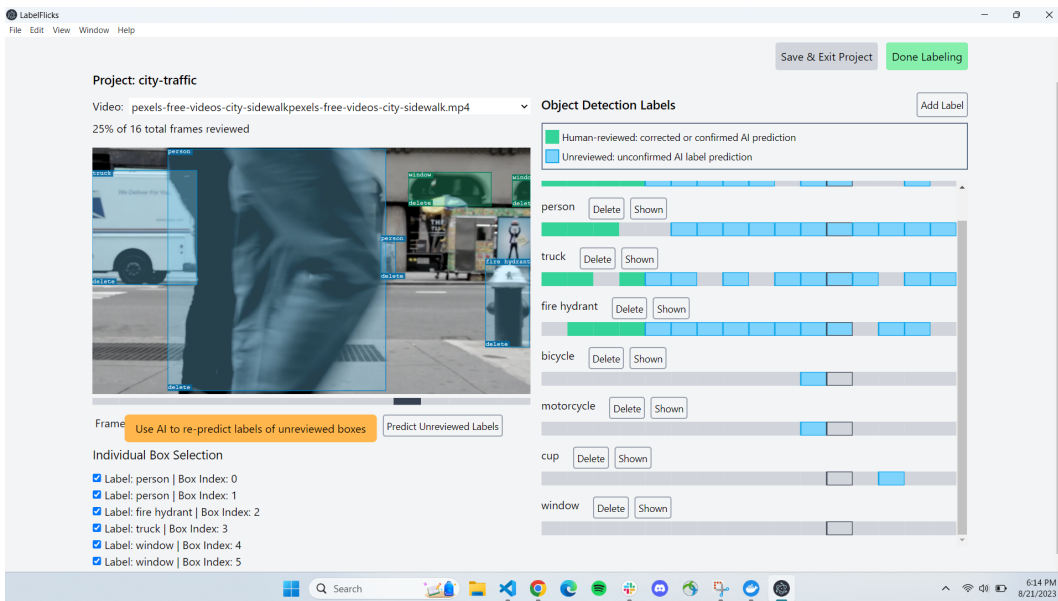 LabelFlicks
File Edit View Window Help
Save & Exit Project
Done Labeling
Project: city-traffic
Video: pexels-free-videos-city-sidewalkpexels-free-videos-city-sidewalk.mp4
25% of 16 total frames reviewed
person
truck
window
windo
delete
delet
person
delete
fire hydrant
delete
delete
delete
THE
Frame
Use AI to re-predict labels of unreviewed boxes
Predict Unreviewed Labels
Individual Box Selection
Label: person | Box Index: 0
Label: person | Box Index: 1
Label: fire hydrant | Box Index: 2
Label: truck | Box Index: 3
Label: window | Box Index: 4
Label: window | Box Index: 5
Object Detection Labels
Add Label
Human-reviewed: corrected or confirmed AI prediction
Unreviewed: unconfirmed AI label prediction
person Delete Shown
truck Delete Shown
fire hydrant Delete Shown
bicycle Delete Shown
motorcycle Delete Shown
cup Delete Shown
window Delete Shown
Search
6:14 PM
8/21/2023